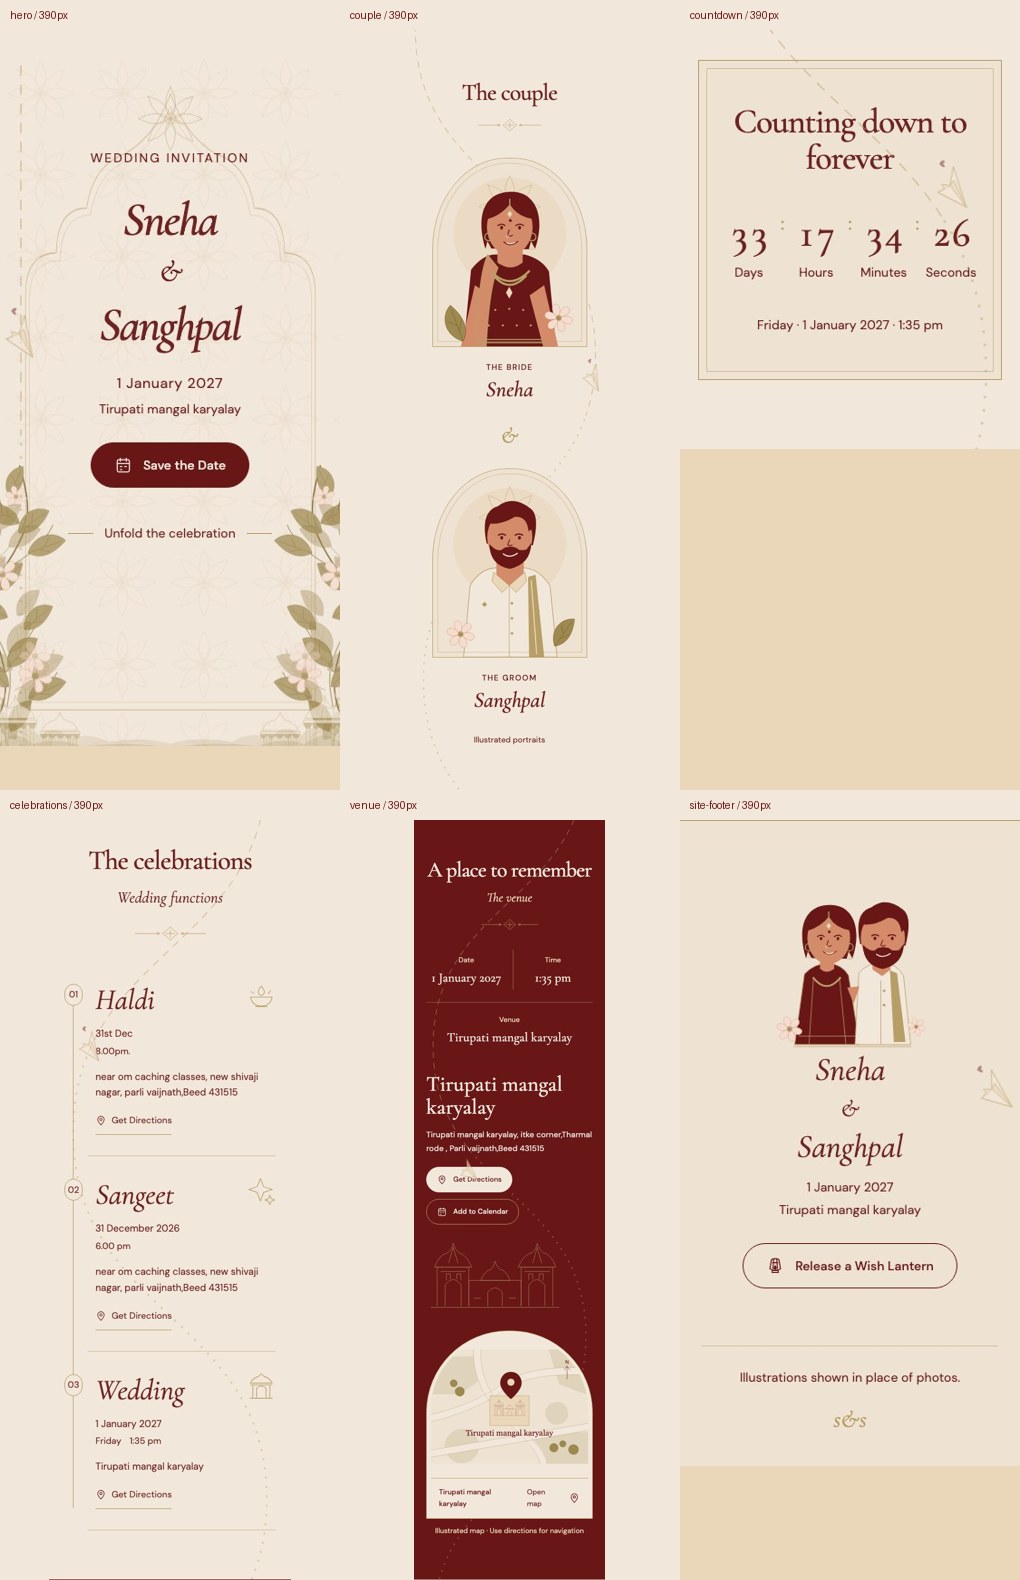 hero / 390px
WEDDING INVITATION
Sneha
&
Sanghpal
1 January 2027
Tirupati mangal karyalay
Save the Date
Unfold the celebration
couple / 390px
The couple
THE BRIDE
Sneha
&
THE GROOM
Sanghpal
Illustrated portraits
countdown / 390px
Counting down to
forever
33 : 17 : 34 : 26
Days Hours Minutes Seconds
Friday · 1 January 2027 · 1:35 pm
celebrations / 390px
The celebrations
Wedding functions
01
Haldi
31st Dec
8.00pm.
near om caching classes, new shivaji
nagar, parli vaijnath,Beed 431515
Get Directions
02
Sangeet
31 December 2026
6.00 pm
near om caching classes, new shivaji
nagar, parli vaijnath,Beed 431515
Get Directions
03
Wedding
1 January 2027
Friday 1:35 pm
Tirupati mangal karyalay
Get Directions
venue / 390px
A place to remember
The venue
Date Time
1 January 2027 1:35 pm
Venue
Tirupati mangal karyalay
Tirupati mangal
karyalay
Tirupati mangal karyalay, itke corner,Tharmal
rode , Parli vaijnath,Beed 431515
Get Directions
Add to Calendar
N
Tirupati mangal karyalay
Tirupati mangal
karyalay
Open
map
Illustrated map · Use directions for navigation
site-footer / 390px
Sneha
&
Sanghpal
1 January 2027
Tirupati mangal karyalay
Release a Wish Lantern
Illustrations shown in place of photos.
s&s